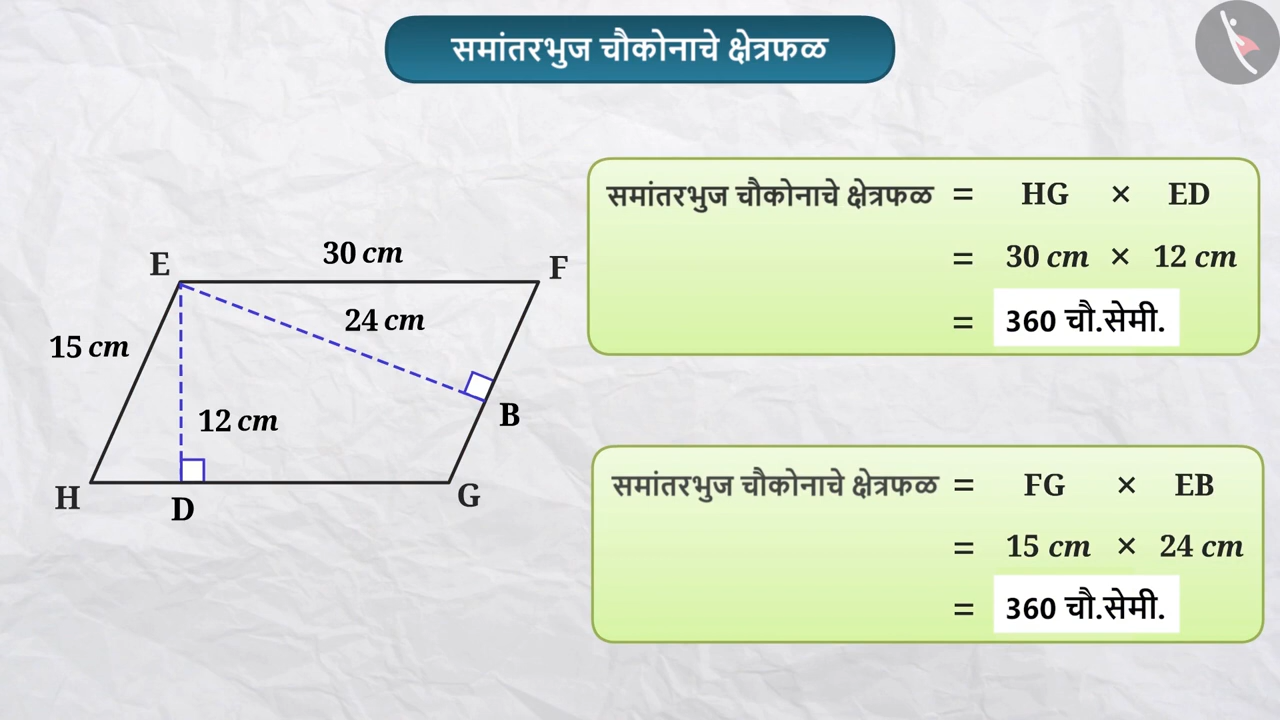 समांतरभुज चौकोनाचे क्षेत्रफळ
E
30 cm
F
24 cm
15 cm
12 cm
B
H
D
G
समांतरभुज चौकोनाचे क्षेत्रफळ = HG × ED
= 30 cm × 12 cm
= 360 चौ.सेमी.
समांतरभुज चौकोनाचे क्षेत्रफळ = FG × EB
= 15 cm × 24 cm
= 360 चौ.सेमी.